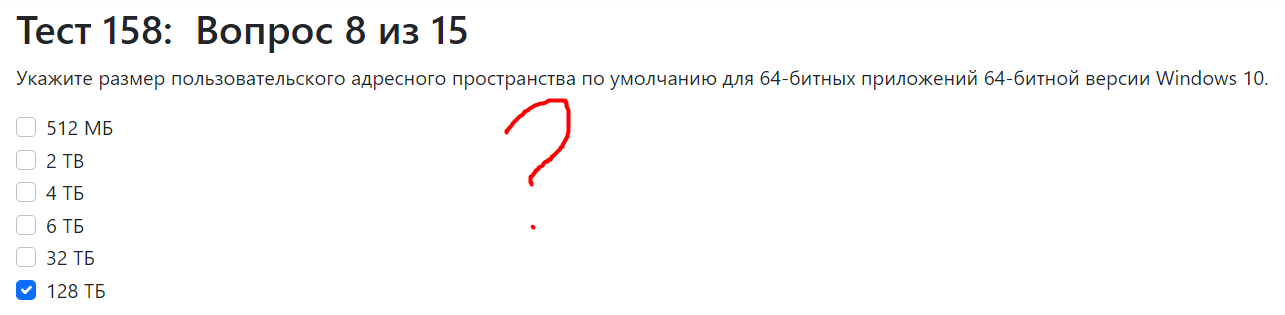 Тест 158: Вопрос 8 из 15
Укажите размер пользовательского адресного пространства по умолчанию для 64-битных приложений 64-битной версии Windows 10.
512 МБ
2 ТВ
4 ТБ
6 ТБ
32 ТБ
128 ТБ
?